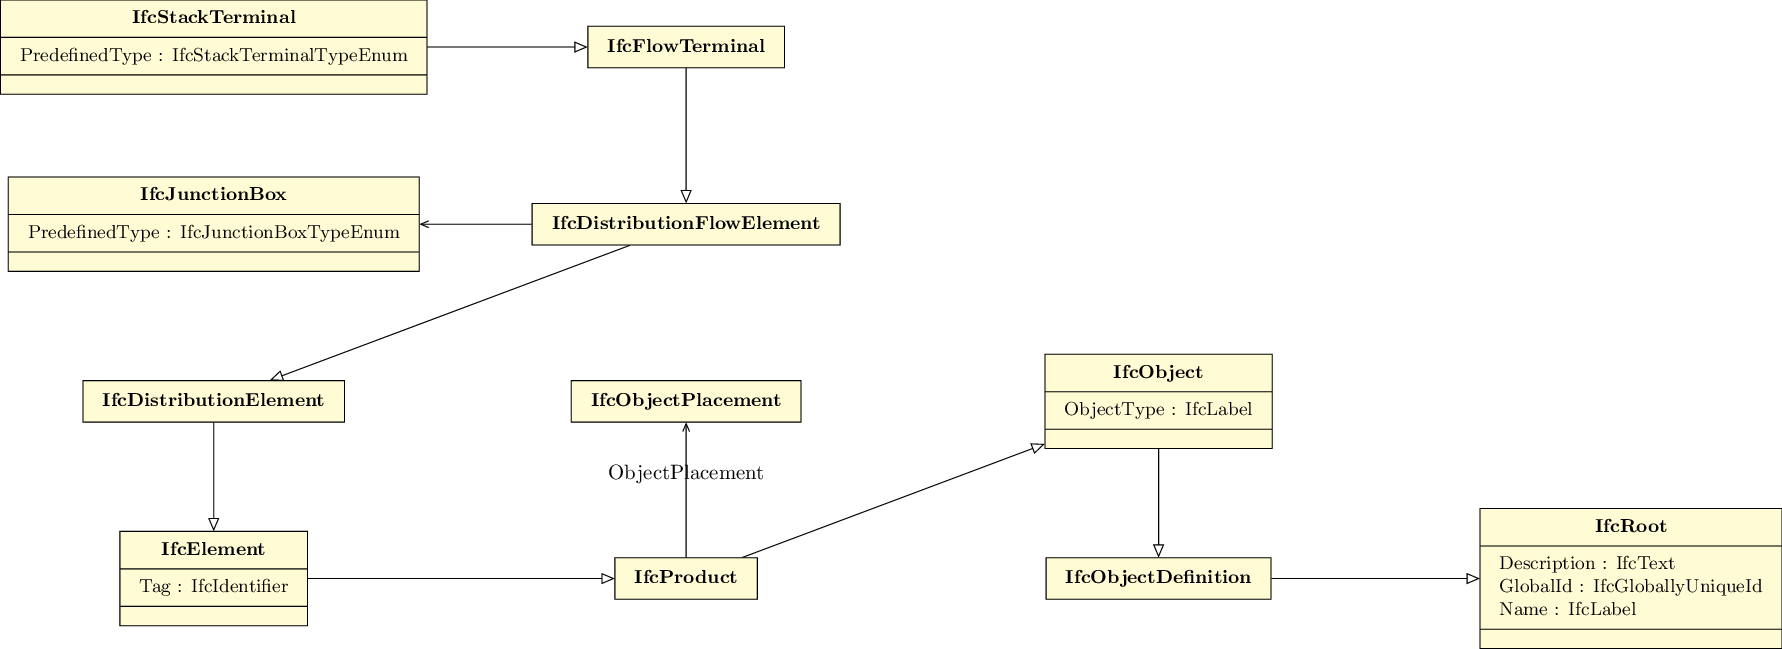 IfcStackTerminal
PredefinedType : IfcStackTerminalTypeEnum
IfcFlowTerminal
IfcJunctionBox
PredefinedType : IfcJunctionBoxTypeEnum
IfcDistributionFlowElement
IfcDistributionElement
IfcObjectPlacement
IfcObject
ObjectType : IfcLabel
ObjectPlacement
IfcElement
Tag : IfcIdentifier
IfcProduct
IfcObjectDefinition
IfcRoot
Description : IfcText
GlobalId : IfcGloballyUniqueId
Name : IfcLabel